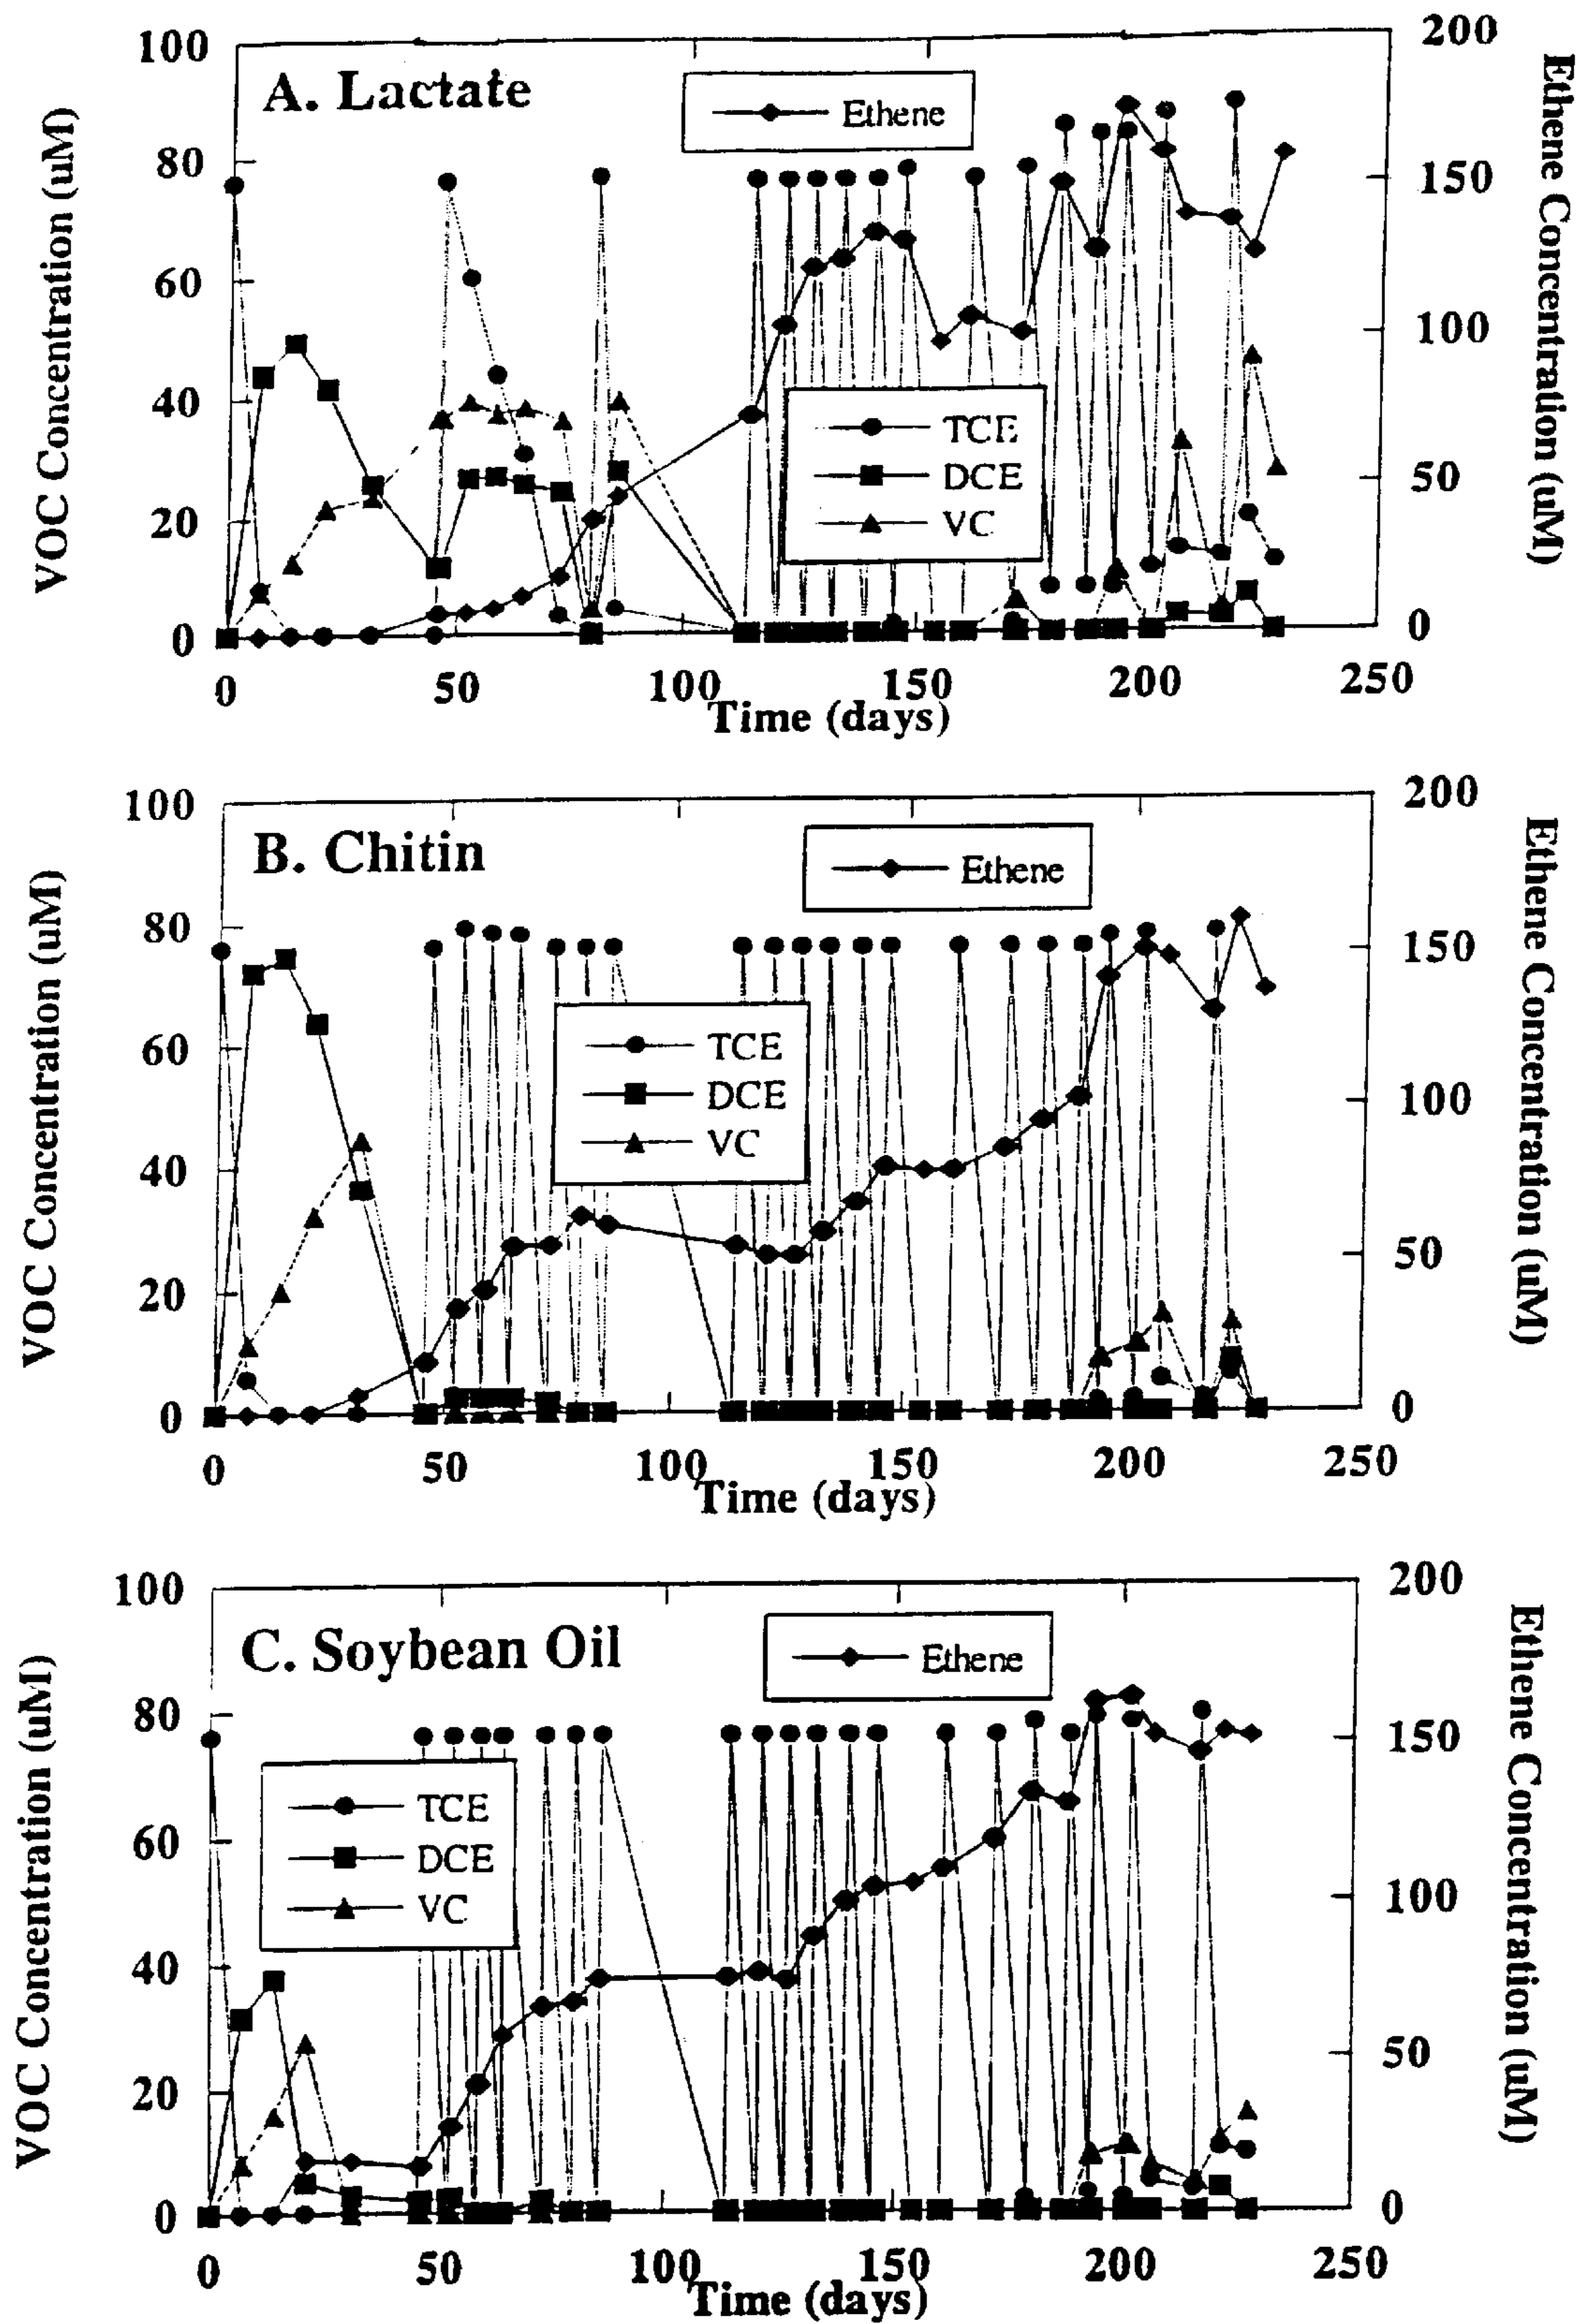 100
200
A. Lactate
Ethene
80
150
60
100
40
TCE
DCE
VC
50
20
0
0
0
50
100
150
200
250
Time (days)
VOC Concentration (uM)
Ethene Concentration (uM)
100
200
B. Chitin
Ethene
80
150
TCE
DCE
VC
60
100
40
50
20
0
0
0
50
100
150
200
250
Time (days)
VOC Concentration (uM)
Ethene Concentration (uM)
100
200
C. Soybean Oil
Ethene
80
150
TCE
DCE
VC
60
100
40
50
20
0
0
0
50
100
150
200
250
Time (days)
VOC Concentration (uM)
Ethene Concentration (uM)